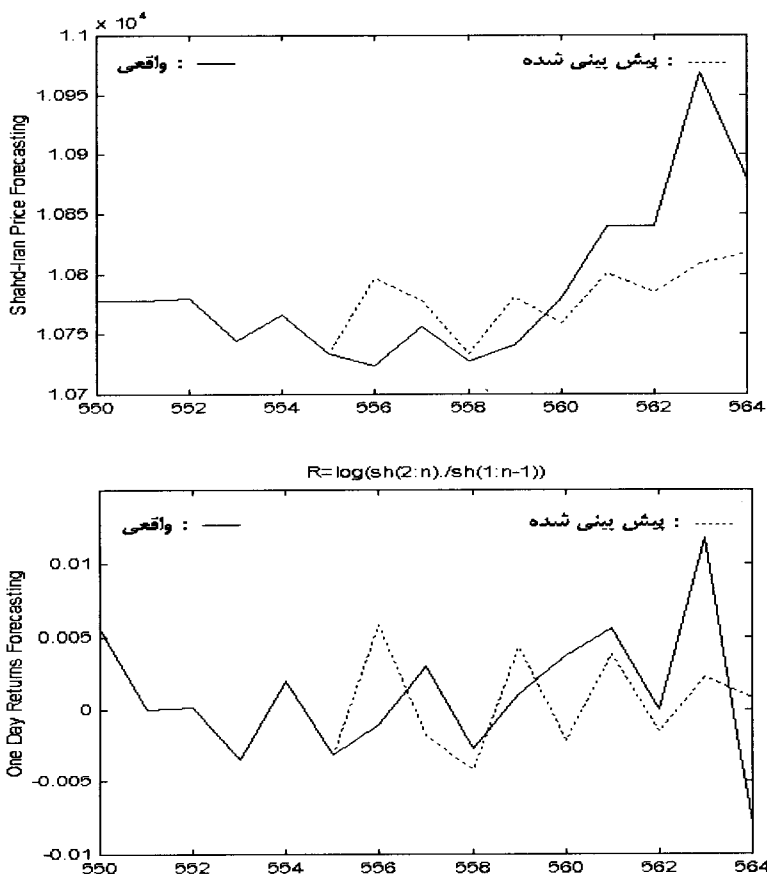 × 10^4
1.1
واقعی : —
پیش بینی شده : -----
1.095
1.09
1.085
1.08
1.075
1.07
Shahd-Iran Price Forecasting
550 552 554 556 558 560 562 564
R=log(sh(2:n)./sh(1:n-1))
واقعی : —
پیش بینی شده : -----
0.01
0.005
0
-0.005
-0.01
One Day Returns Forecasting
550 552 554 556 558 560 562 564